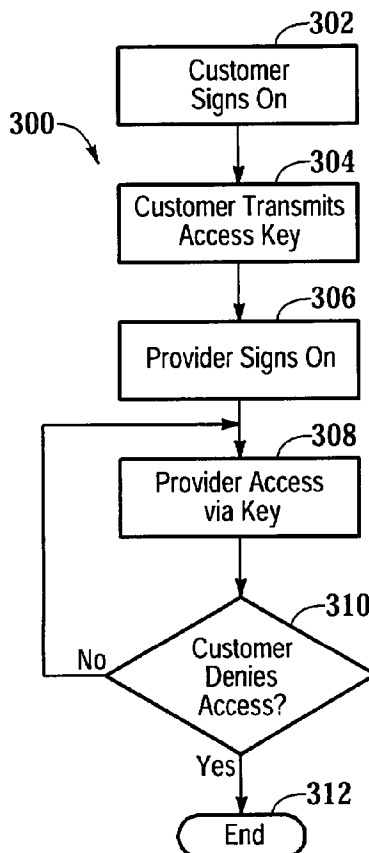 302
Customer
Signs On
300
304
Customer Transmits
Access Key
306
Provider Signs On
308
Provider Access
via Key
310
Customer
Denies
Access?
No
Yes
312
End